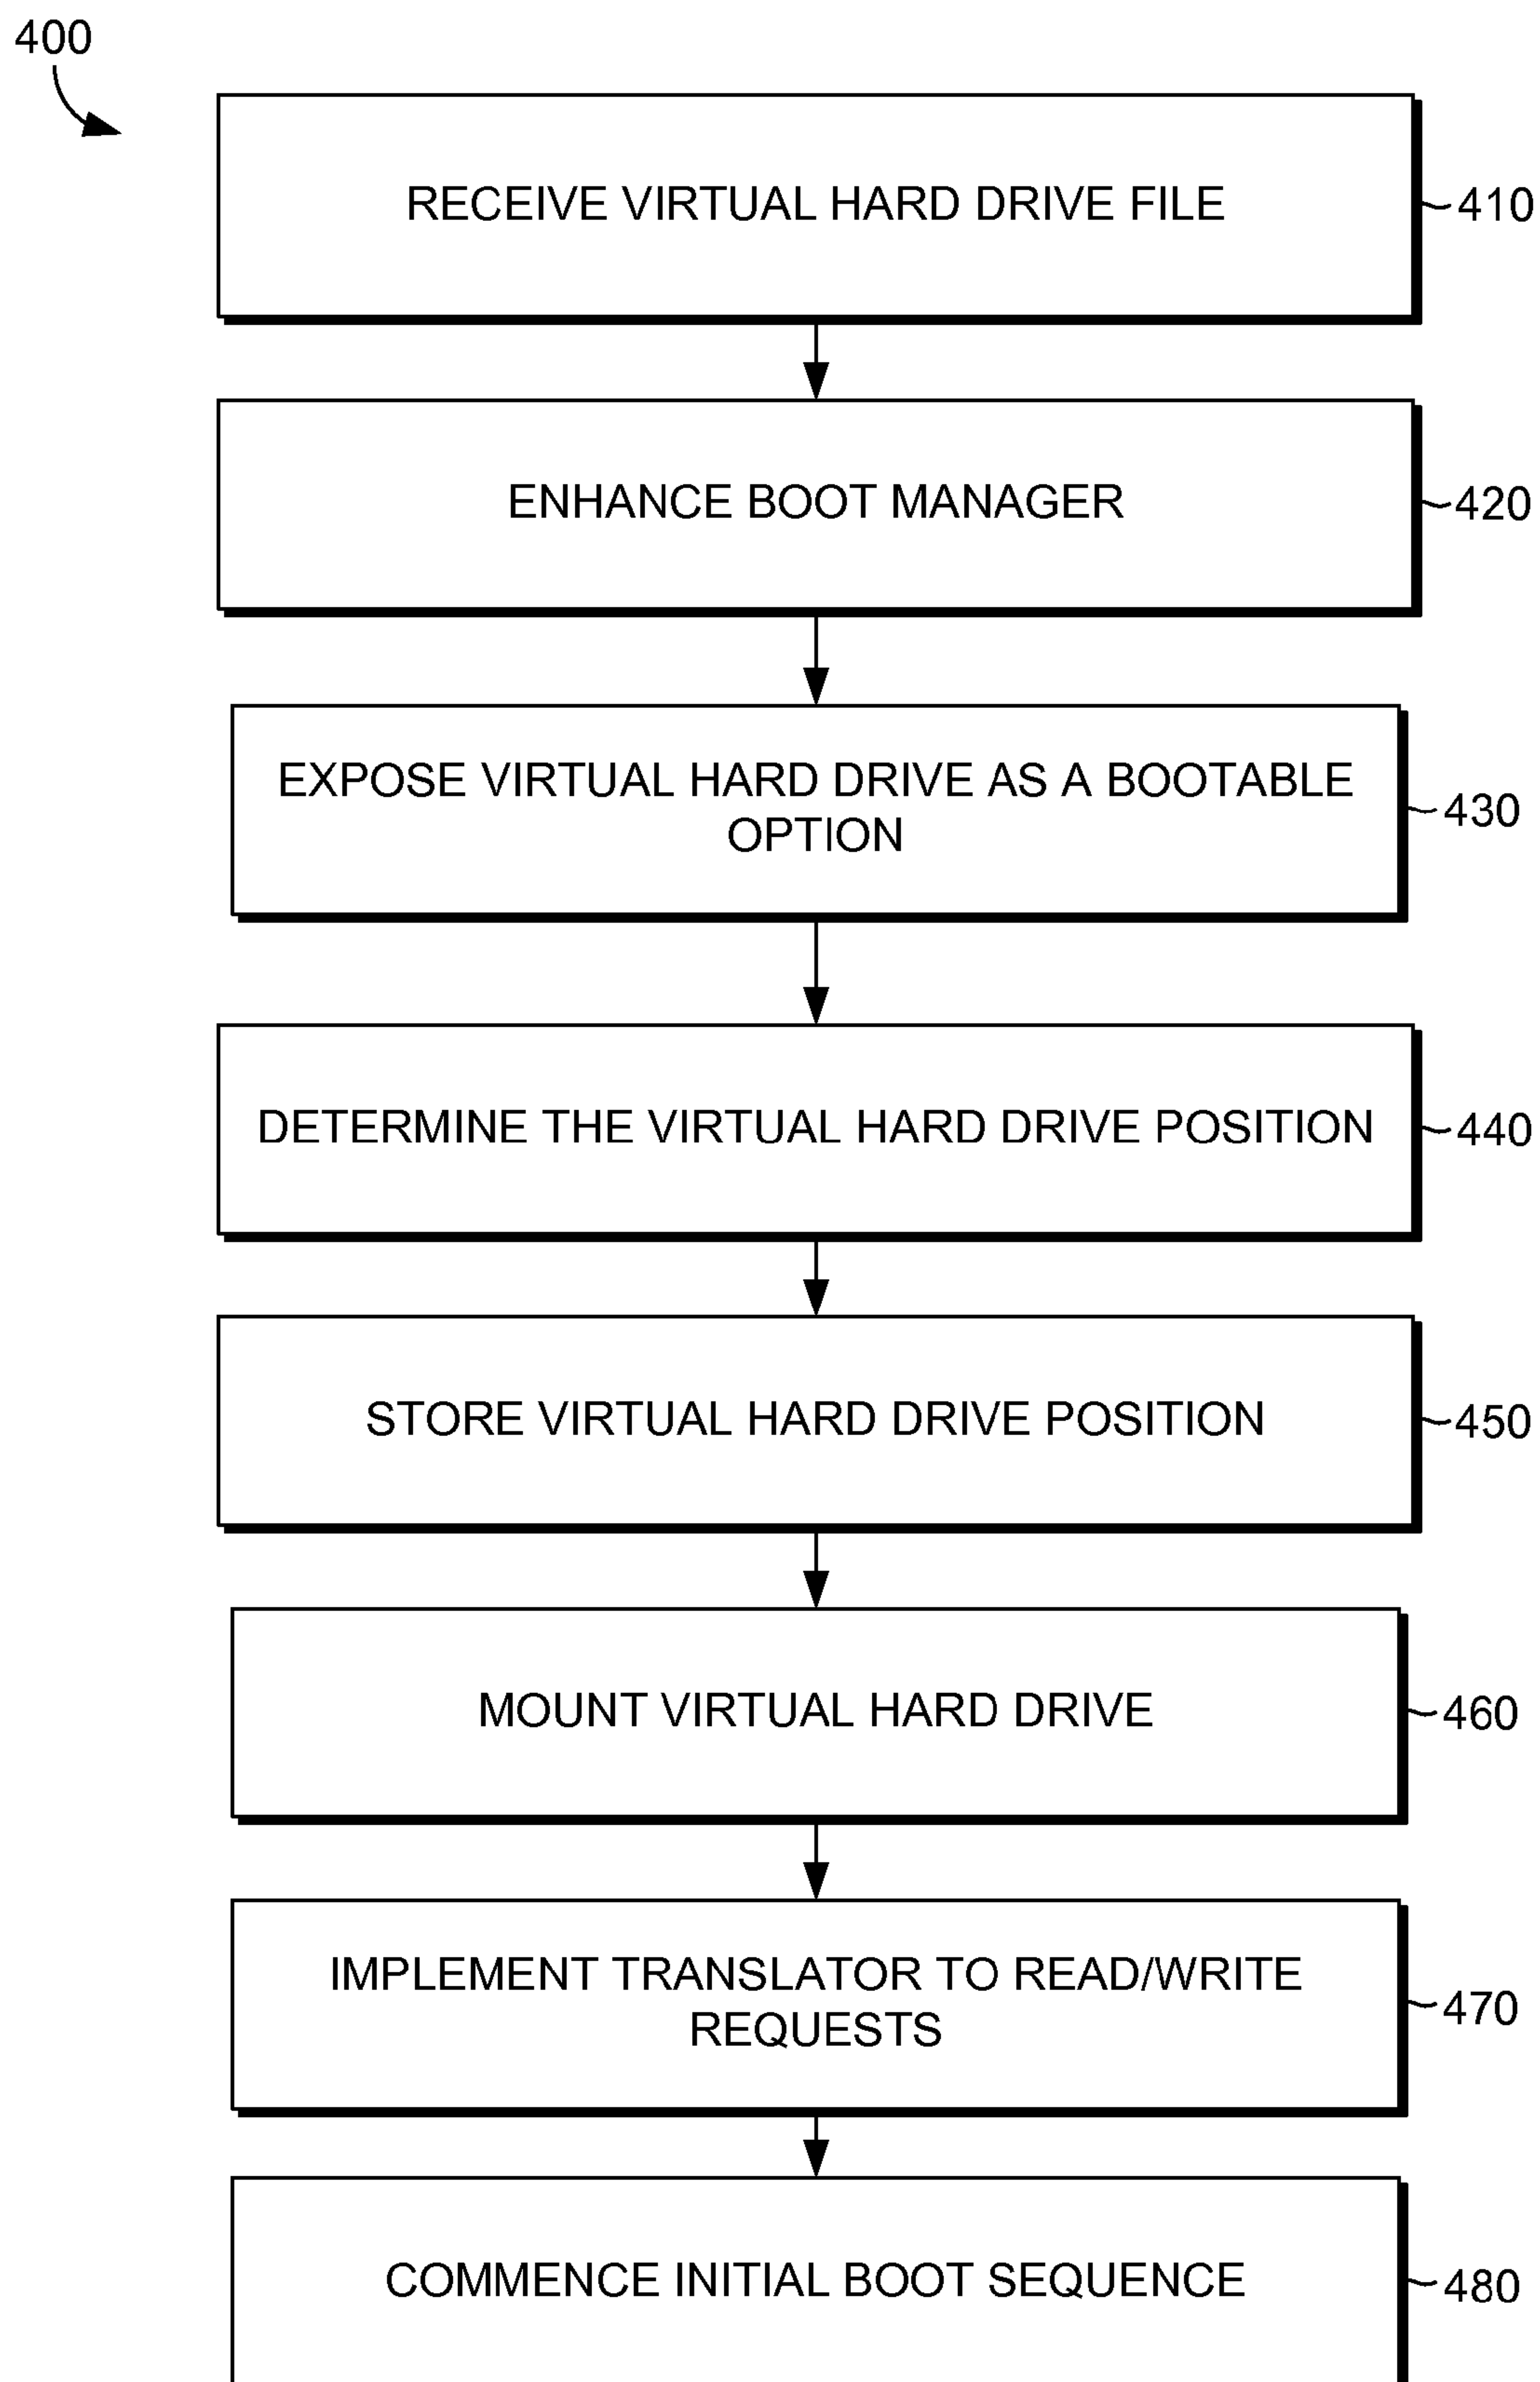 400
RECEIVE VIRTUAL HARD DRIVE FILE
410
ENHANCE BOOT MANAGER
420
EXPOSE VIRTUAL HARD DRIVE AS A BOOTABLE
OPTION
430
DETERMINE THE VIRTUAL HARD DRIVE POSITION
440
STORE VIRTUAL HARD DRIVE POSITION
450
MOUNT VIRTUAL HARD DRIVE
460
IMPLEMENT TRANSLATOR TO READ/WRITE
REQUESTS
470
COMMENCE INITIAL BOOT SEQUENCE
480